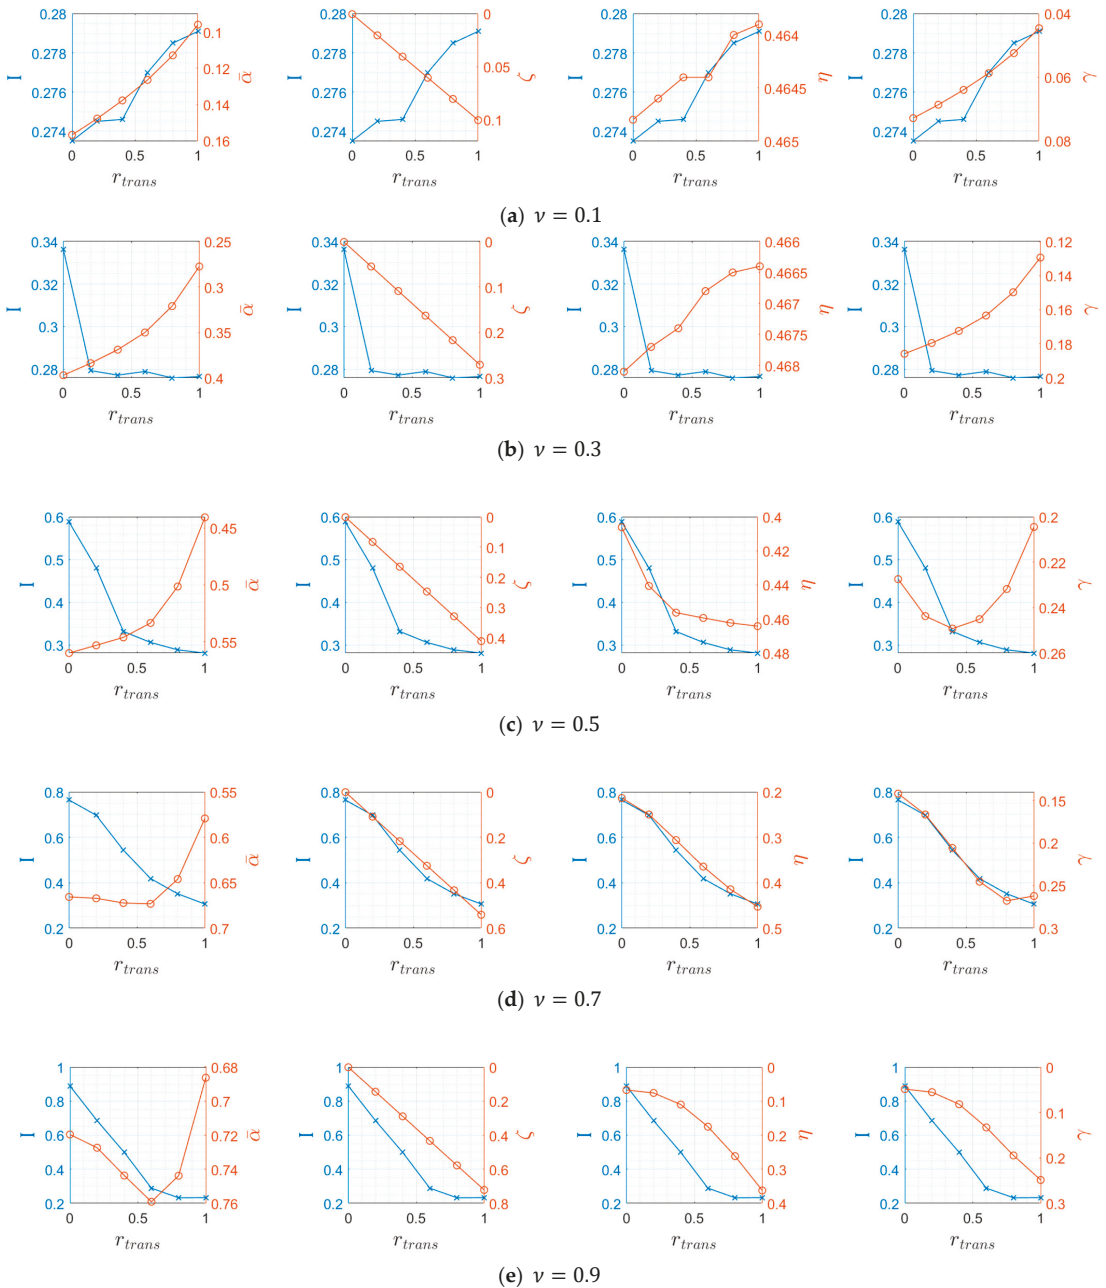 0.28 0.28 0 0.28 0.28 0.04
0.1 0.464
0.278 0.278 0.278 0.278
I ᾱ I ζ I η I γ
0.12 0.05 0.06
0.276 0.276 0.276 0.276
0.14 0.4645
0.274 0.274 0.1 0.274 0.274
0.16 0.465 0.08
0 0.5 1 0 0.5 1 0 0.5 1 0 0.5 1
r_trans r_trans r_trans r_trans
(a) ν = 0.1
0.34 0.25 0.34 0 0.34 0.466 0.34 0.12
0.32 0.3 0.32 0.1 0.32 0.4665 0.32 0.14
I ᾱ I ζ I η I γ
0.467
0.3 0.35 0.3 0.2 0.3 0.4675 0.3 0.16
0.18
0.28 0.28 0.28 0.468 0.28
0.4 0.3 0.2
0 0.5 1 0 0.5 1 0 0.5 1 0 0.5 1
r_trans r_trans r_trans r_trans
(b) ν = 0.3
0.6 0.45 0.6 0 0.6 0.4 0.6 0.2
0.5 0.5 0.1 0.5 0.42 0.5 0.22
I ᾱ I ζ I η I γ
0.5 0.2 0.44
0.4 0.4 0.3 0.4 0.46 0.4 0.24
0.3 0.55 0.3 0.4 0.3 0.48 0.3 0.26
0 0.5 1 0 0.5 1 0 0.5 1 0 0.5 1
r_trans r_trans r_trans r_trans
(c) ν = 0.5
0.8 0.55 0.8 0 0.8 0.2 0.8 0.15
0.6 0.6 0.6 0.2 0.6 0.3 0.6 0.2
I ᾱ I ζ I η I γ
0.4 0.65 0.4 0.4 0.4 0.4 0.4 0.25
0.2 0.7 0.2 0.6 0.2 0.5 0.2 0.3
0 0.5 1 0 0.5 1 0 0.5 1 0 0.5 1
r_trans r_trans r_trans r_trans
(d) ν = 0.7
1 0.68 1 0 1 0 1 0
0.8 0.7 0.8 0.2 0.8 0.1 0.8 0.1
I ᾱ I ζ I η I γ
0.6 0.72 0.6 0.4 0.6 0.2 0.6 0.2
0.4 0.74 0.4 0.6 0.4 0.3 0.4
0.2 0.76 0.2 0.8 0.2 0.4 0.2 0.3
0 0.5 1 0 0.5 1 0 0.5 1 0 0.5 1
r_trans r_trans r_trans r_trans
(e) ν = 0.9